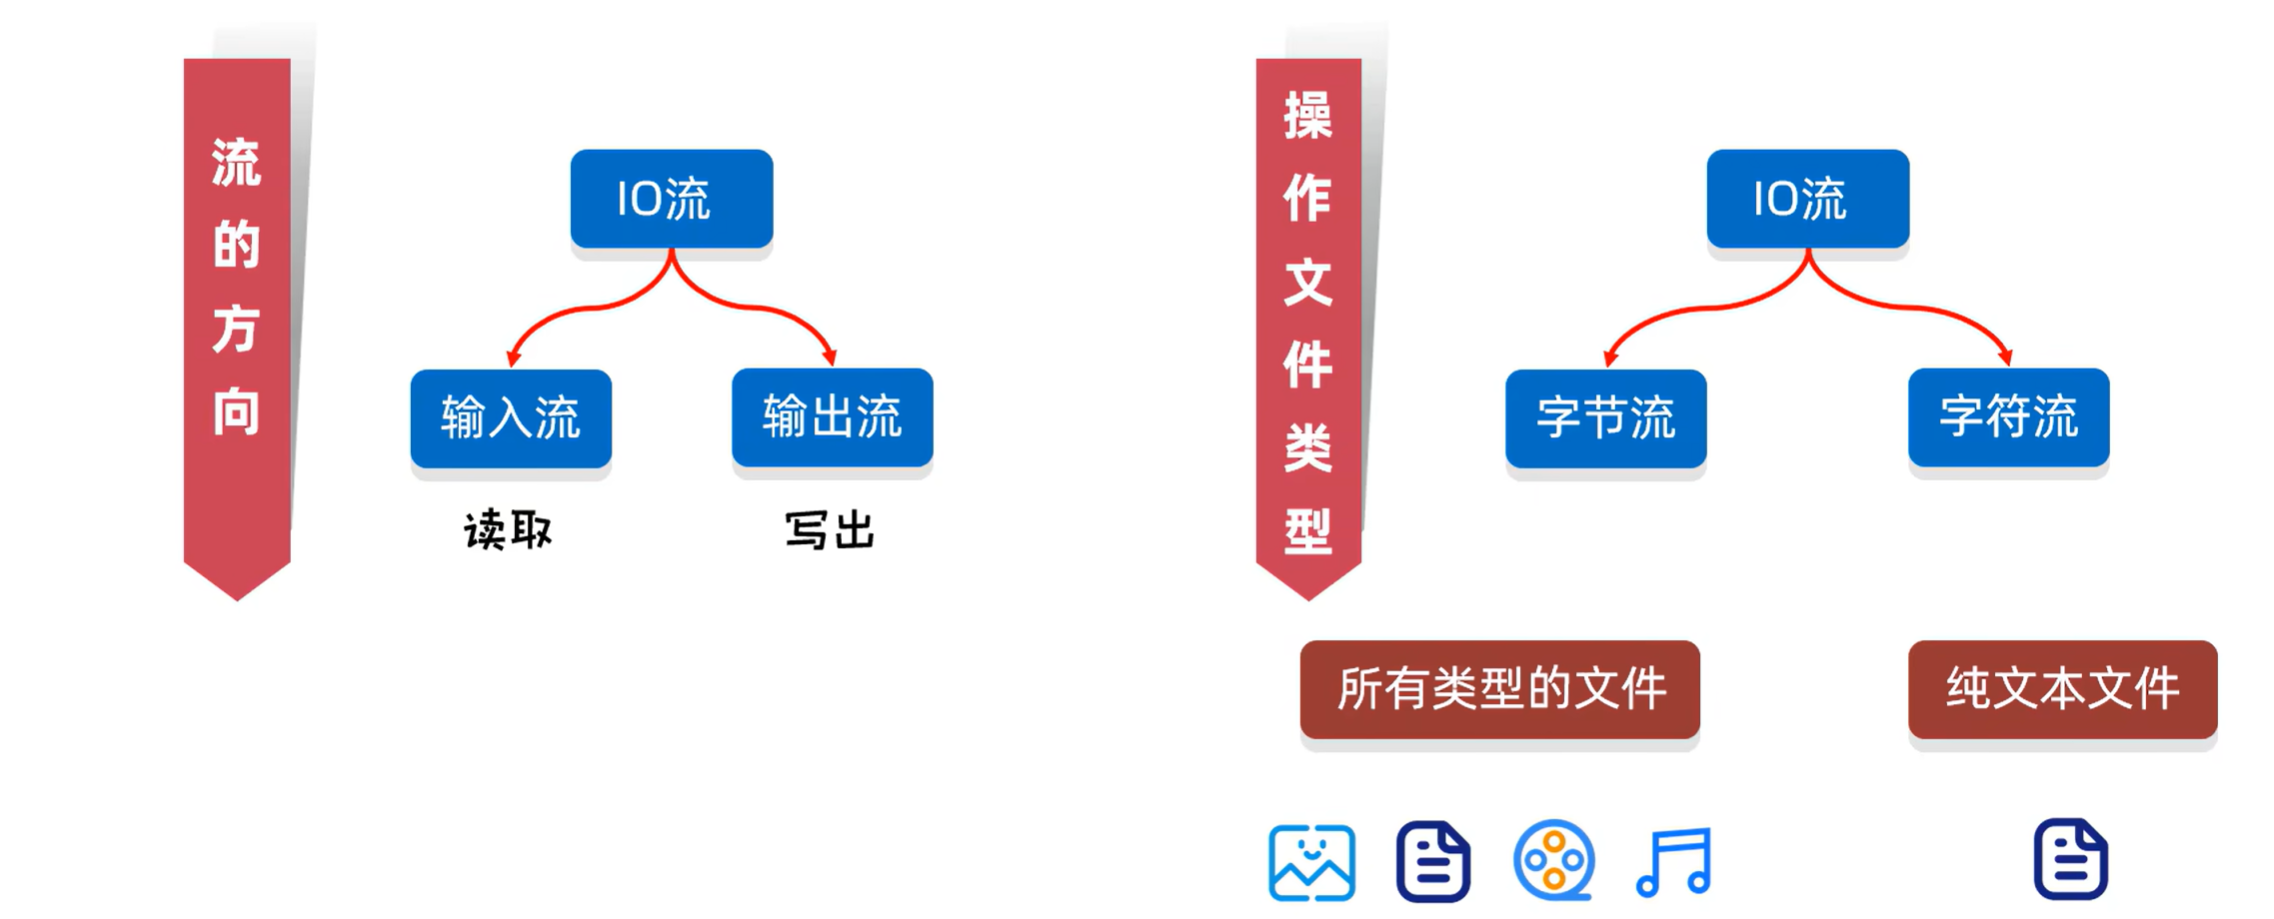 流的方向
IO流
输入流
输出流
读取
写出
操作文件类型
IO流
字节流
字符流
所有类型的文件
纯文本文件